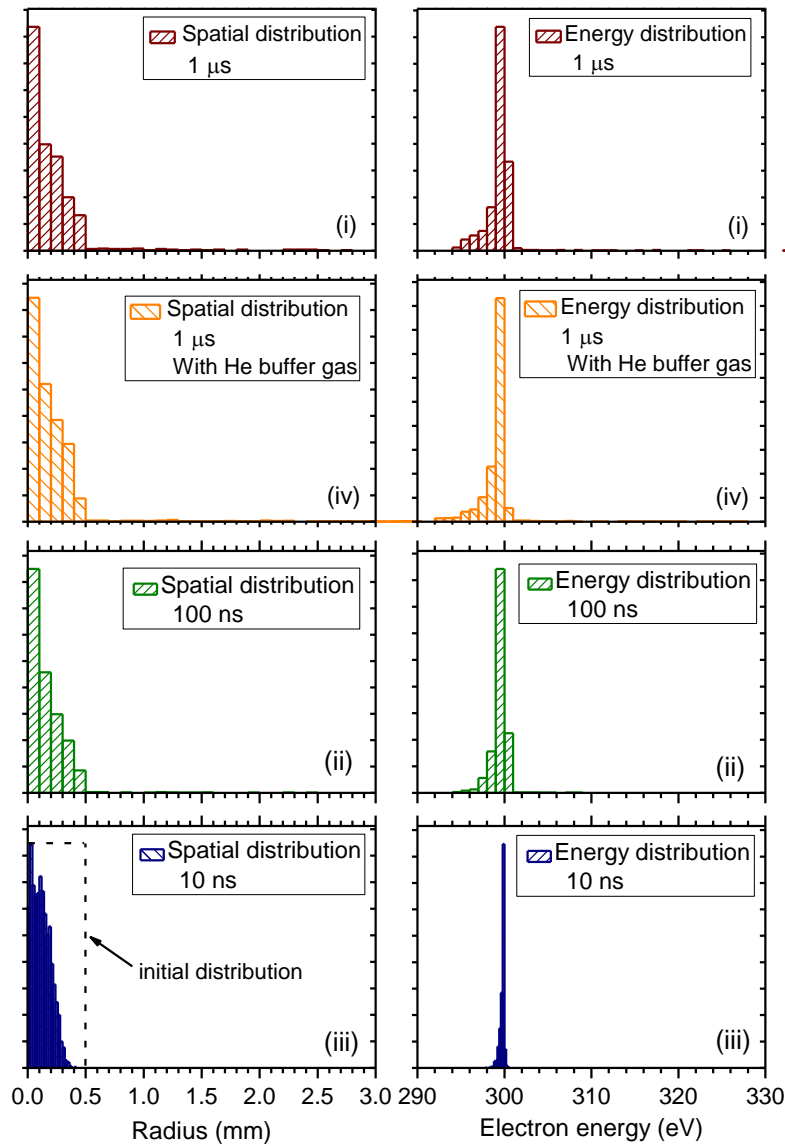 Spatial distribution
1 μs
(i)
Energy distribution
1 μs
(i)
Spatial distribution
1 μs
With He buffer gas
(iv)
Energy distribution
1 μs
With He buffer gas
(iv)
Spatial distribution
100 ns
(ii)
Energy distribution
100 ns
(ii)
Spatial distribution
10 ns
initial distribution
(iii)
Energy distribution
10 ns
(iii)
0.0 0.5 1.0 1.5 2.0 2.5 3.0
290 300 310 320 330
Radius (mm)
Electron energy (eV)